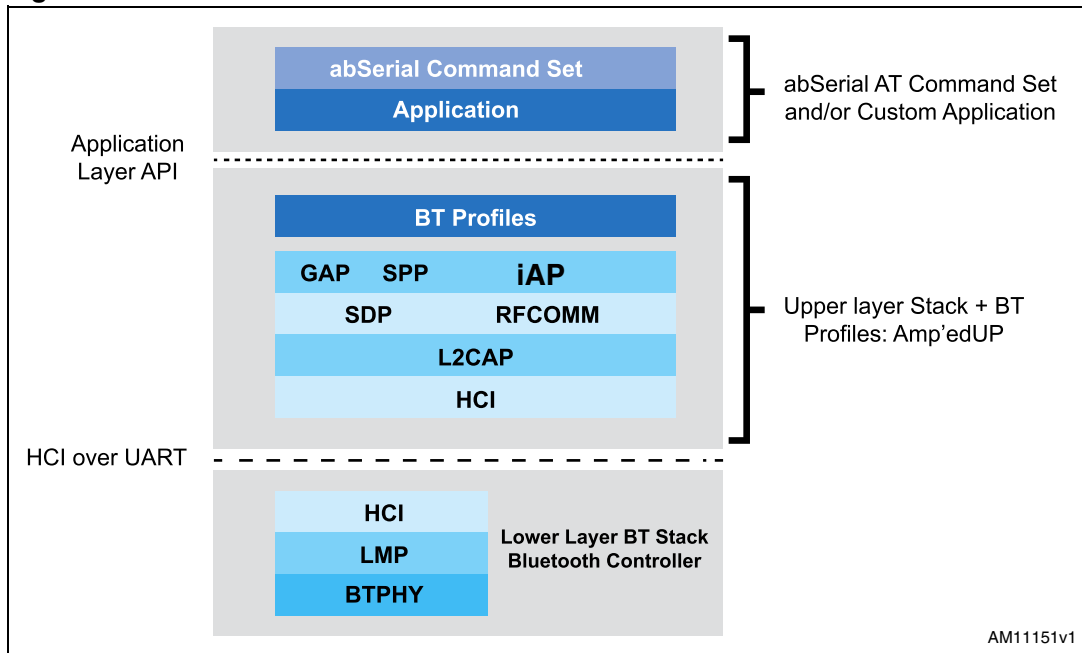 abSerial Command Set
Application
abSerial AT Command Set
and/or Custom Application
Application
Layer API
BT Profiles
GAP SPP iAP
SDP RFCOMM
L2CAP
HCI
Upper layer Stack + BT
Profiles: Amp'edUP
HCI over UART
HCI
LMP
BTPHY
Lower Layer BT Stack
Bluetooth Controller
AM11151v1